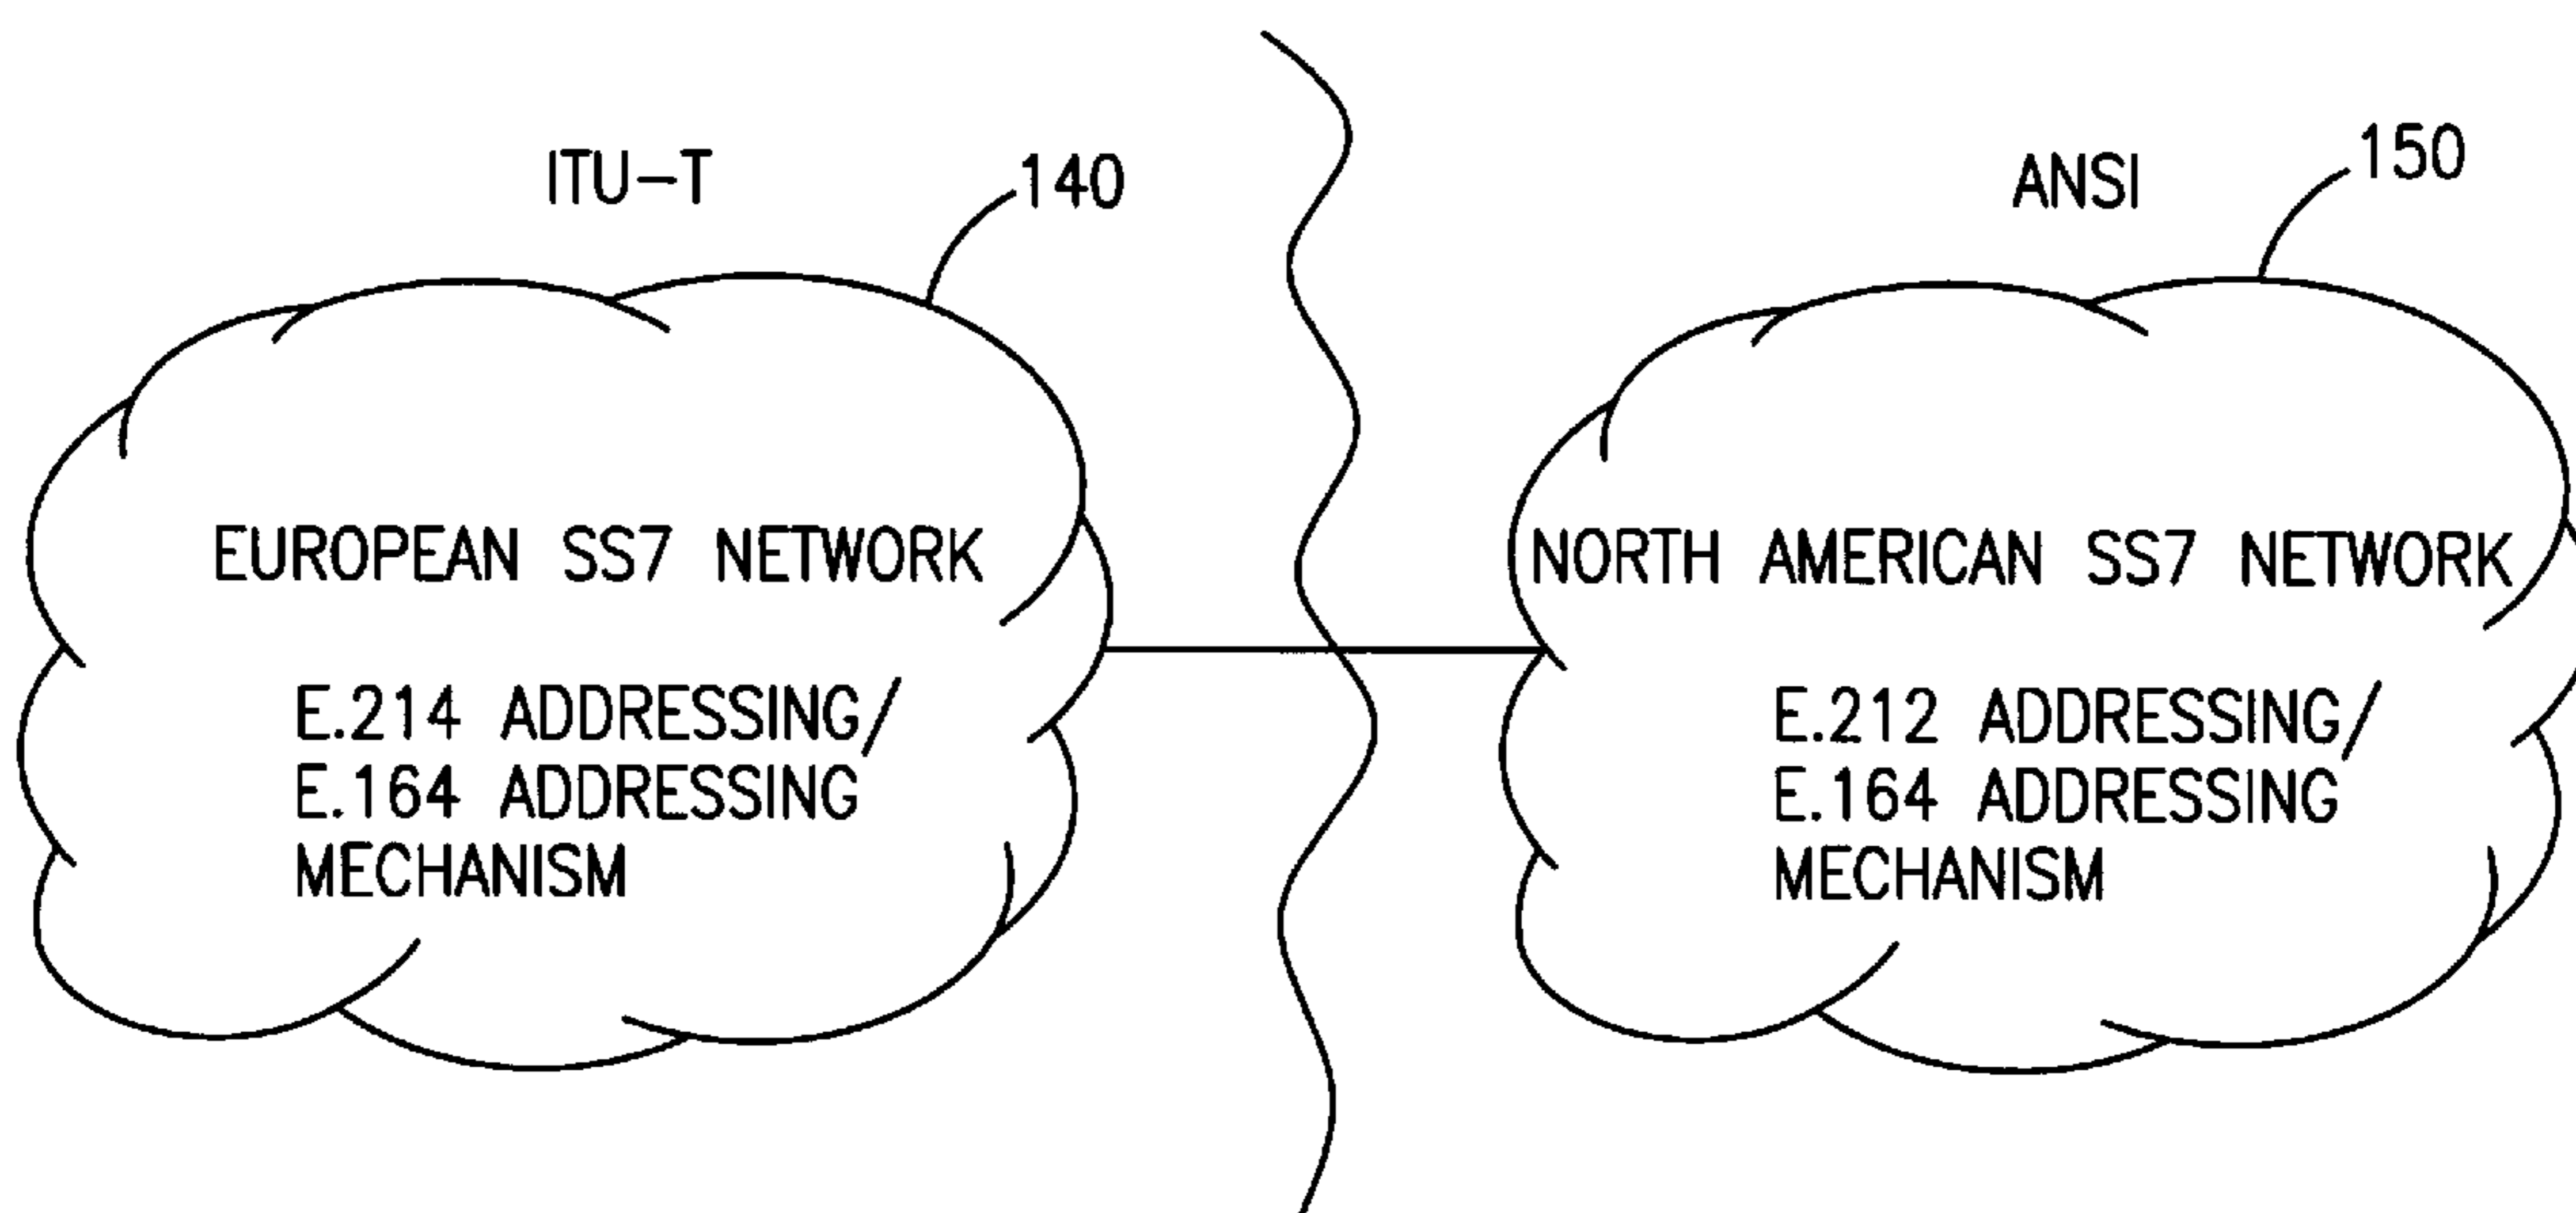 ITU-T
140
EUROPEAN SS7 NETWORK
E.214 ADDRESSING/
E.164 ADDRESSING
MECHANISM
ANSI
150
NORTH AMERICAN SS7 NETWORK
E.212 ADDRESSING/
E.164 ADDRESSING
MECHANISM